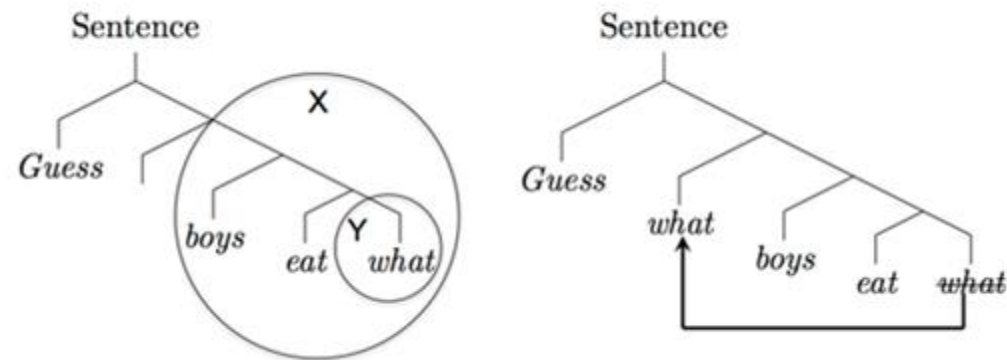 Sentence
X
Guess
boys
Y
eat
what
Sentence
Guess
what
boys
eat
what